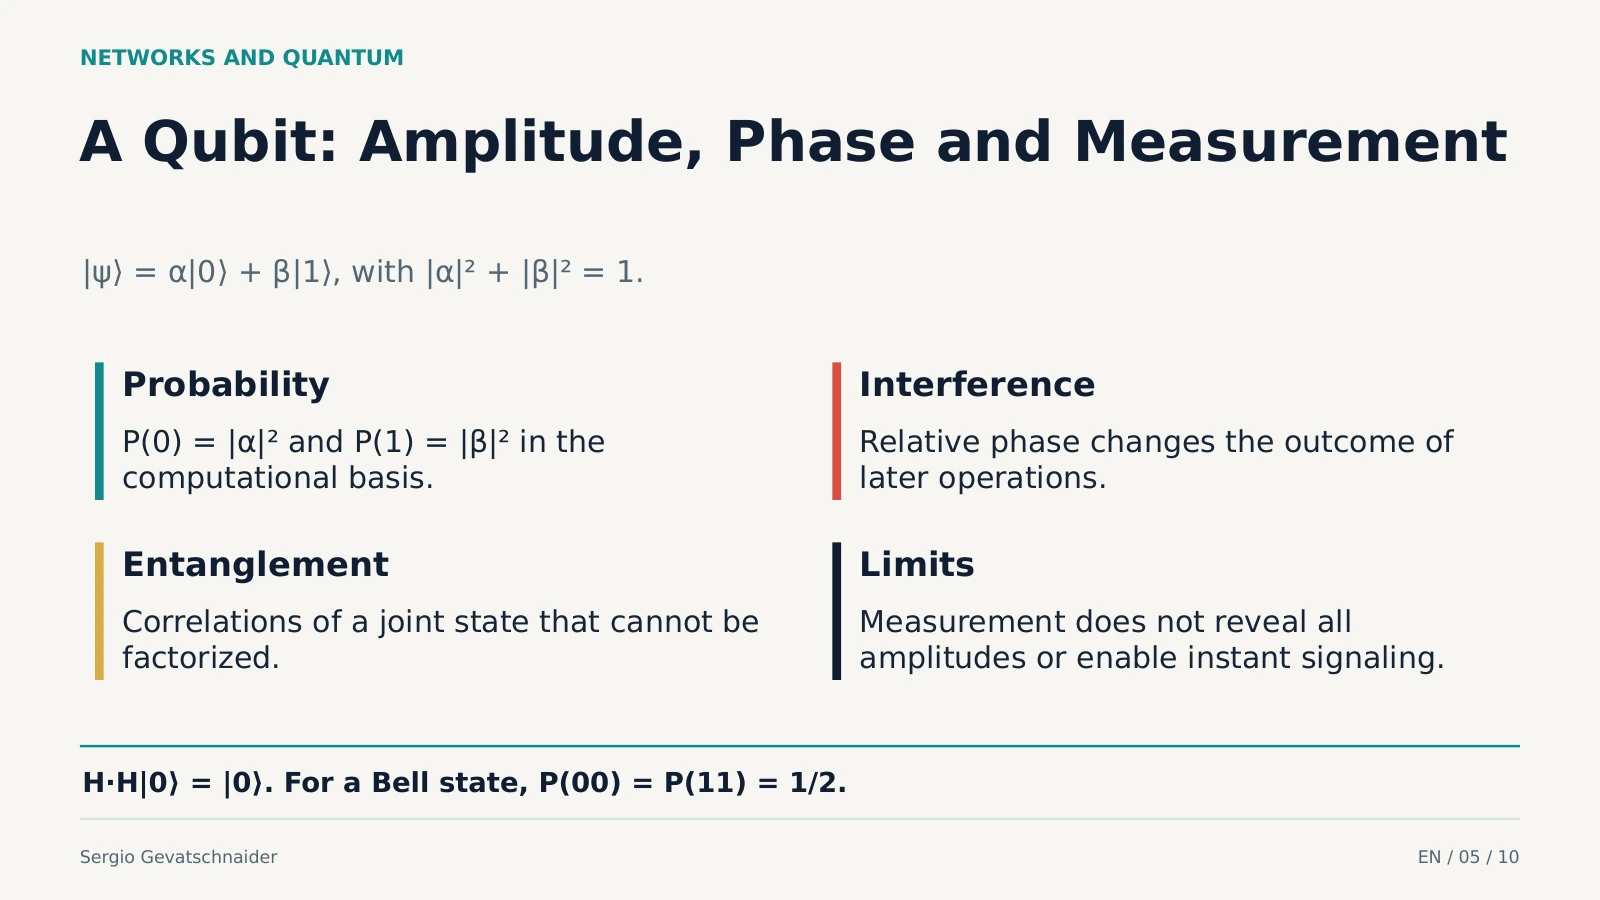 NETWORKS AND QUANTUM
A Qubit: Amplitude, Phase and Measurement
|ψ⟩ = α|0⟩ + β|1⟩, with |α|² + |β|² = 1.
Probability
P(0) = |α|² and P(1) = |β|² in the
computational basis.
Interference
Relative phase changes the outcome of
later operations.
Entanglement
Correlations of a joint state that cannot be
factorized.
Limits
Measurement does not reveal all
amplitudes or enable instant signaling.
H·H|0⟩ = |0⟩. For a Bell state, P(00) = P(11) = 1/2.
Sergio Gevatschnaider
EN / 05 / 10